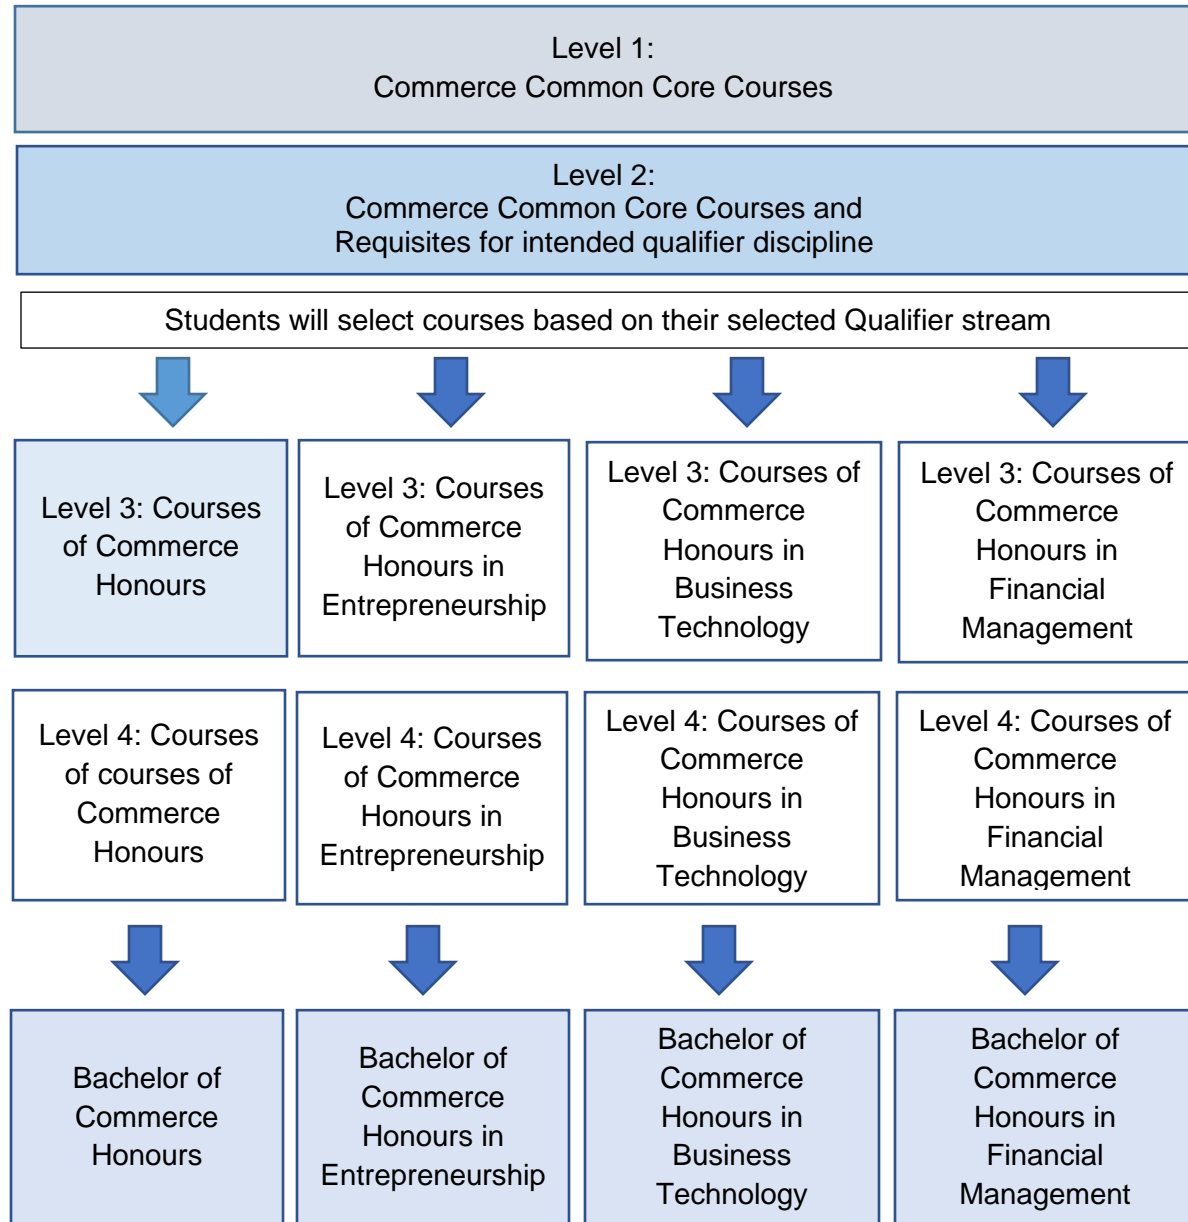 Level 1:
Commerce Common Core Courses
Level 2:
Commerce Common Core Courses and
Requisites for intended qualifier discipline
Students will select courses based on their selected Qualifier stream
Level 3: Courses
of Commerce
Honours
Level 3: Courses
of Commerce
Honours in
Entrepreneurship
Level 3: Courses of
Commerce
Honours in
Business
Technology
Level 3: Courses of
Commerce
Honours in
Financial
Management
Level 4: Courses
of courses of
Commerce
Honours
Level 4: Courses
of Commerce
Honours in
Entrepreneurship
Level 4: Courses of
Commerce
Honours in
Business
Technology
Level 4: Courses of
Commerce
Honours in
Financial
Management
Bachelor of
Commerce
Honours
Bachelor of
Commerce
Honours in
Entrepreneurship
Bachelor of
Commerce
Honours in
Business
Technology
Bachelor of
Commerce
Honours in
Financial
Management